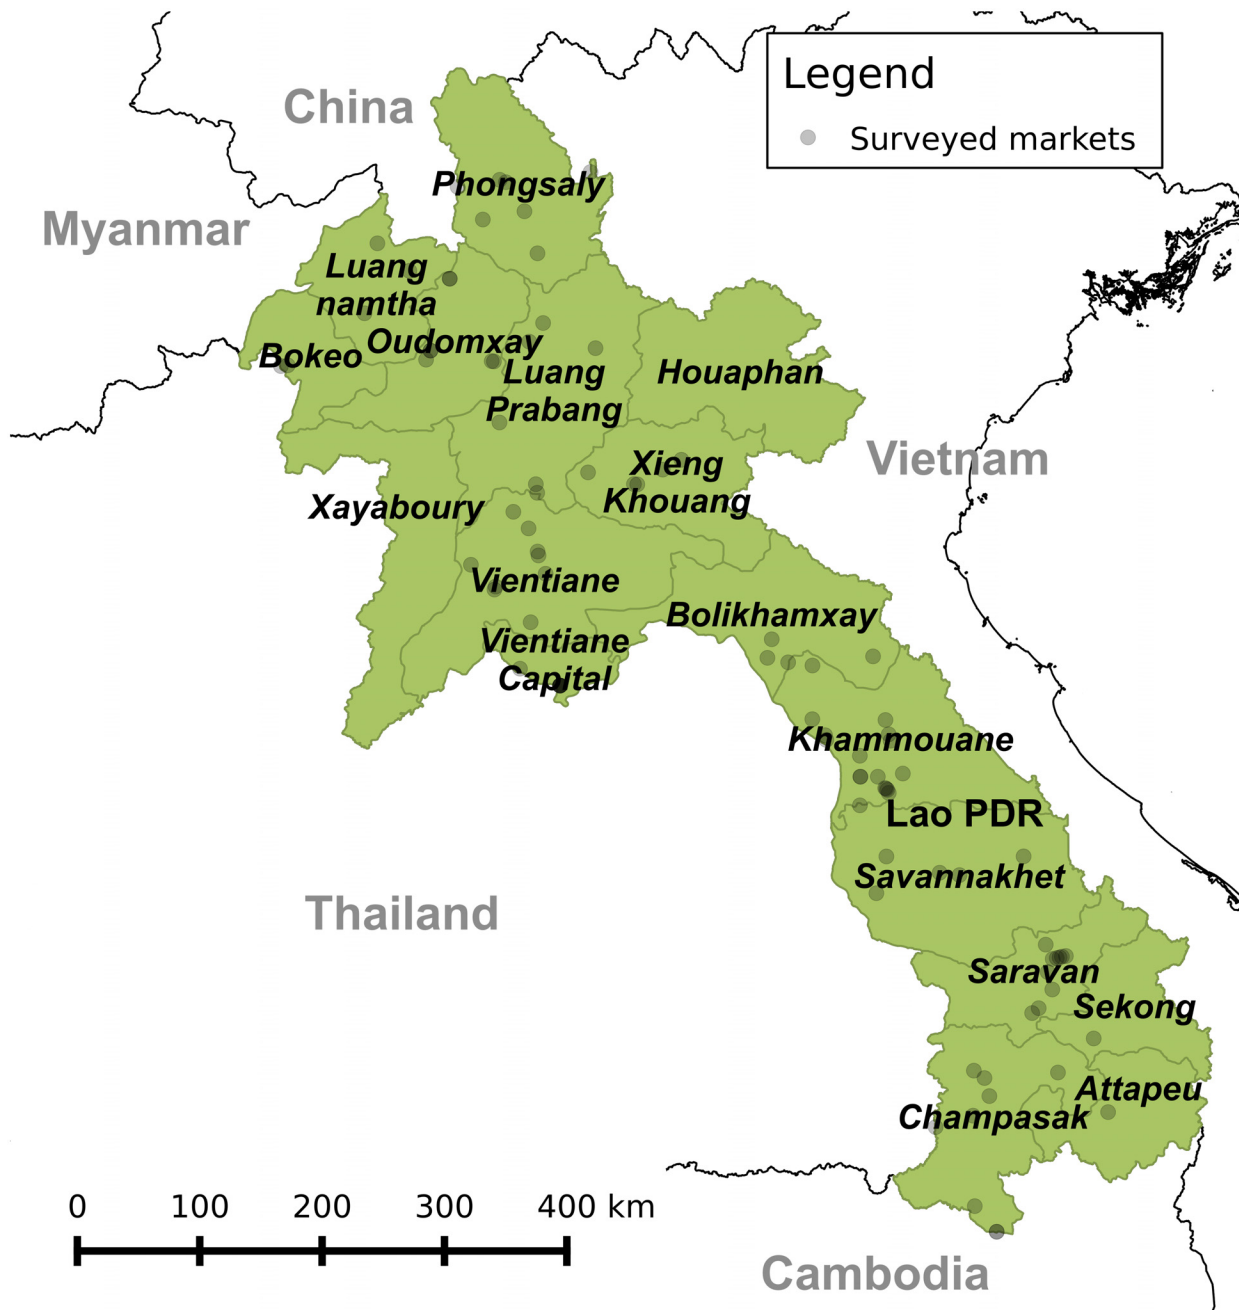 Legend
Surveyed markets
China
Phongsaly
Myanmar
Luang
namtha
Oudomxay
Bokeo
Luang
Prabang
Houaphan
Vietnam
Xieng
Khouang
Xayaboury
Vientiane
Bolikhamxay
Vientiane
Capital
Khammouane
Lao PDR
Savannakhet
Thailand
Saravan
Sekong
Attapeu
Champasak
0 100 200 300 400 km
Cambodia